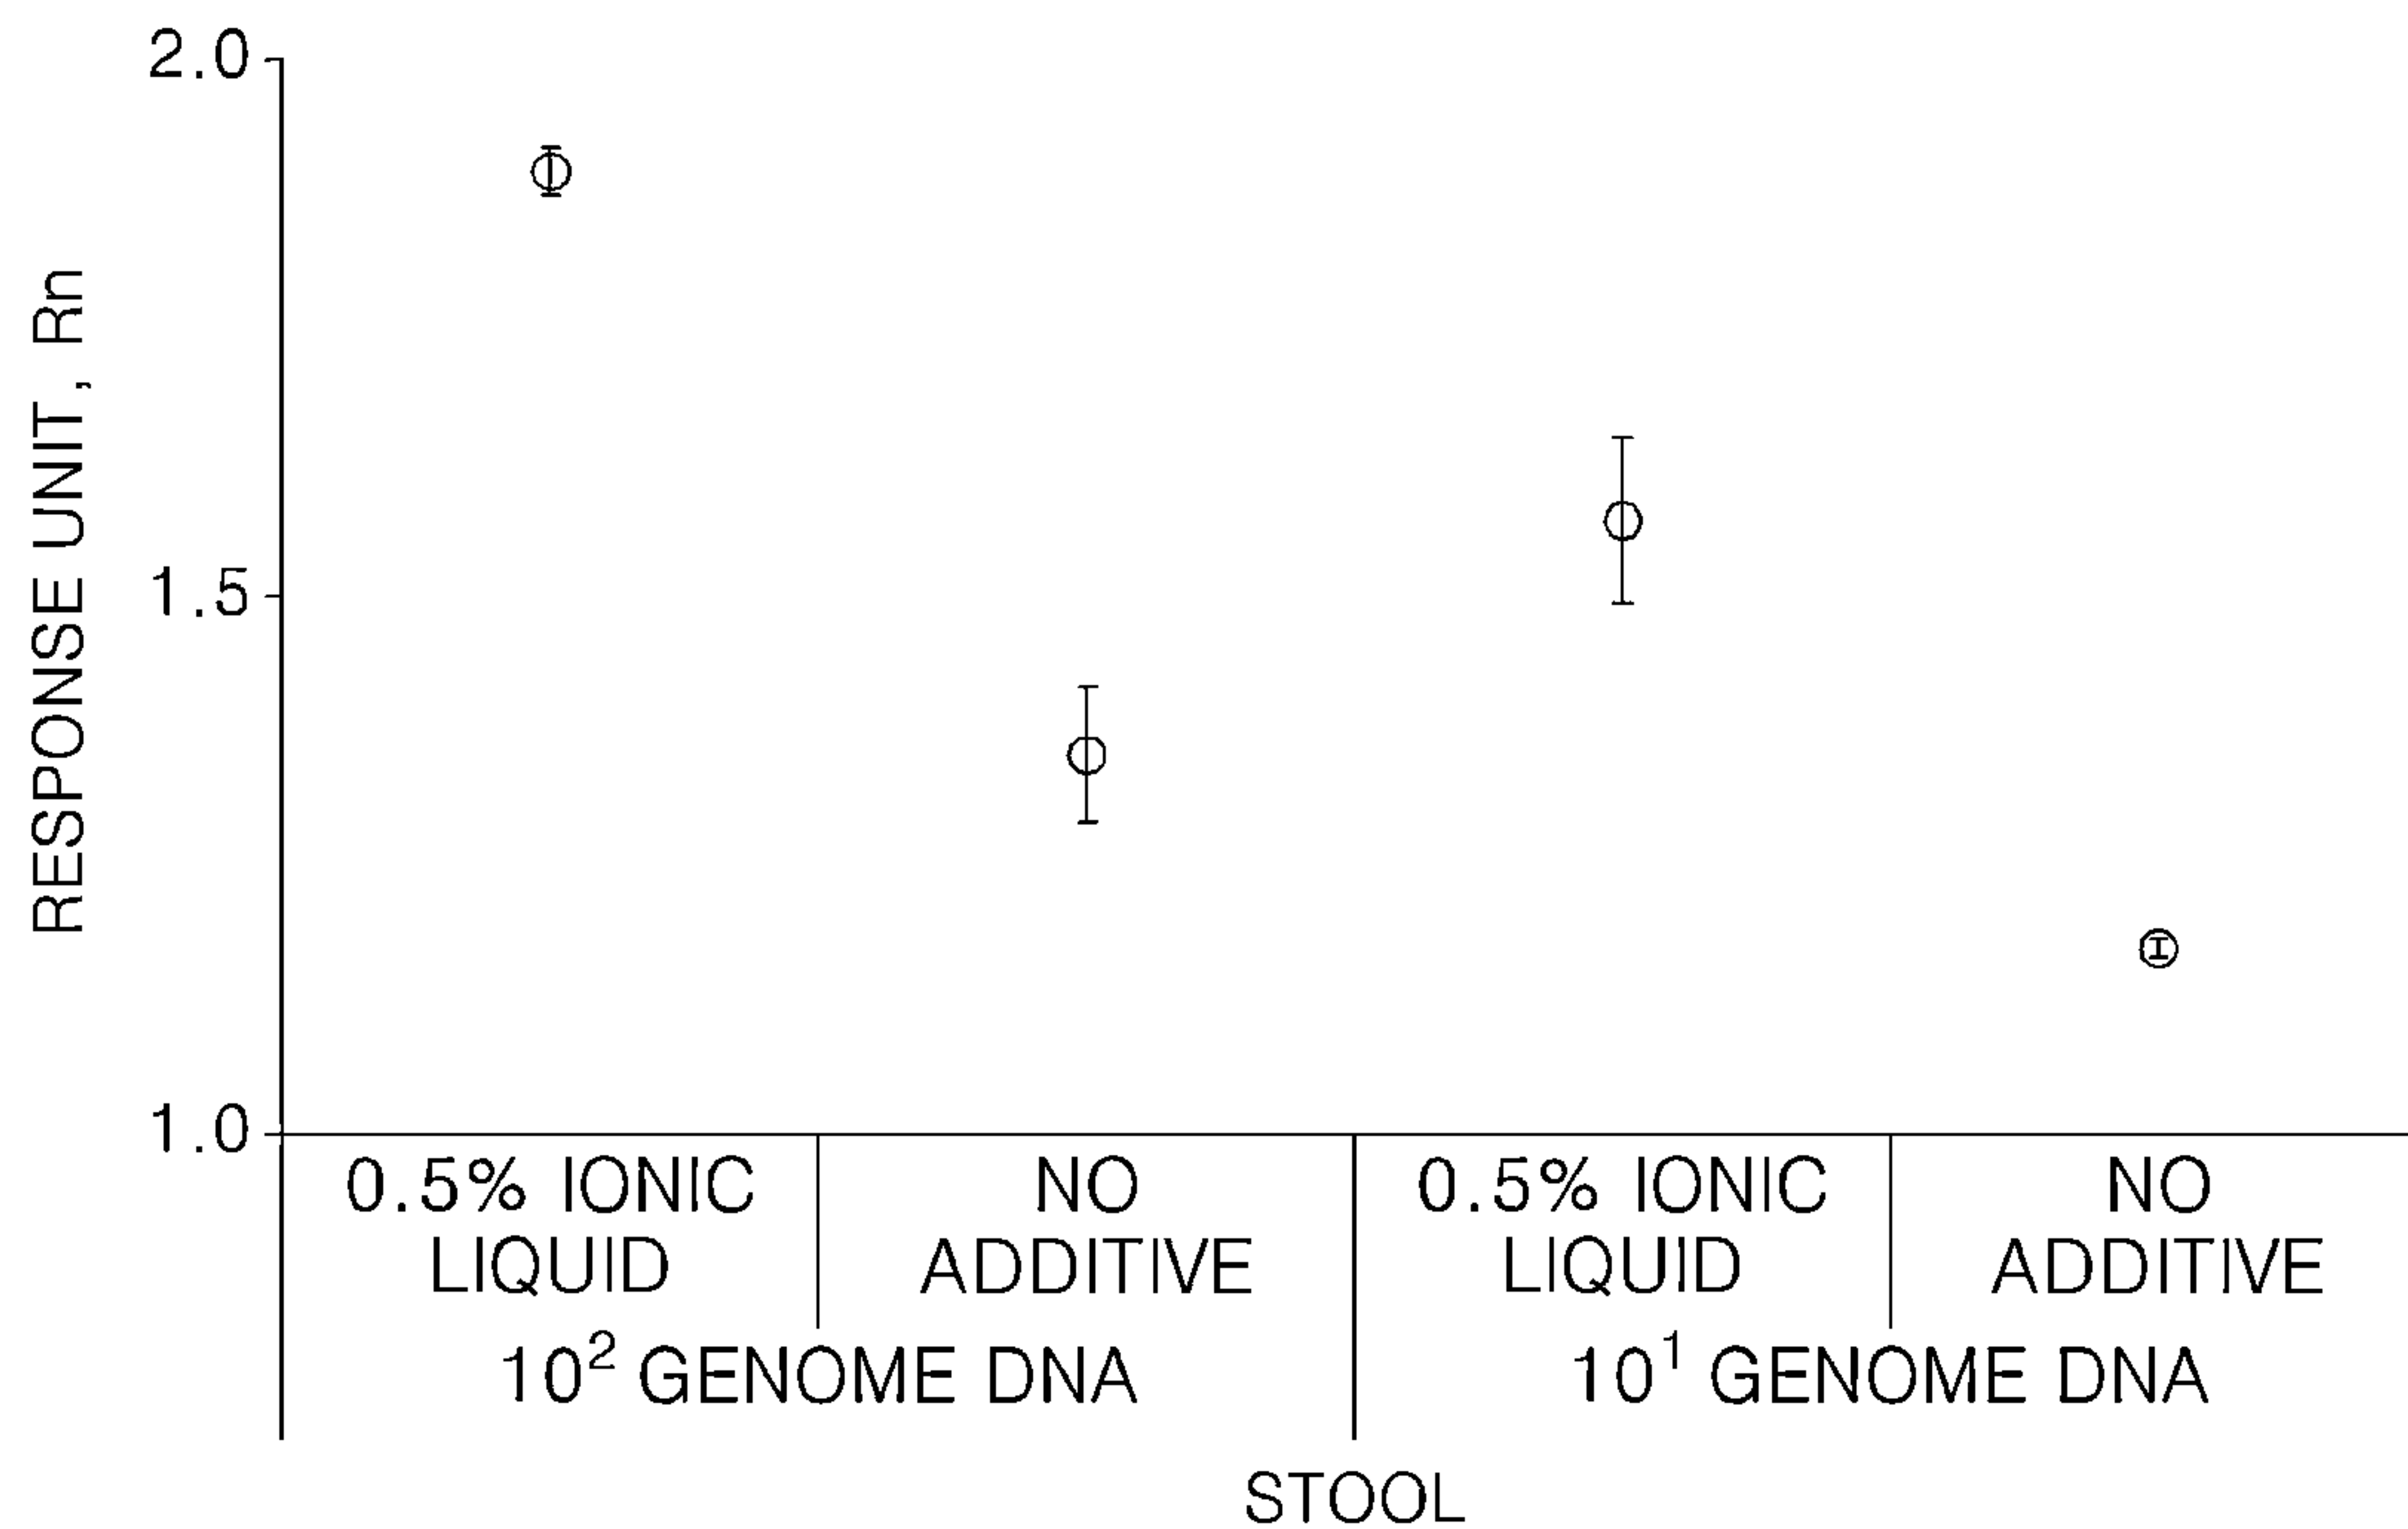 2.0
1.5
1.0
RESPONSE UNIT, Rn
0.5% IONIC
LIQUID
NO
ADDITIVE
0.5% IONIC
LIQUID
NO
ADDITIVE
10² GENOME DNA
10¹ GENOME DNA
STOOL